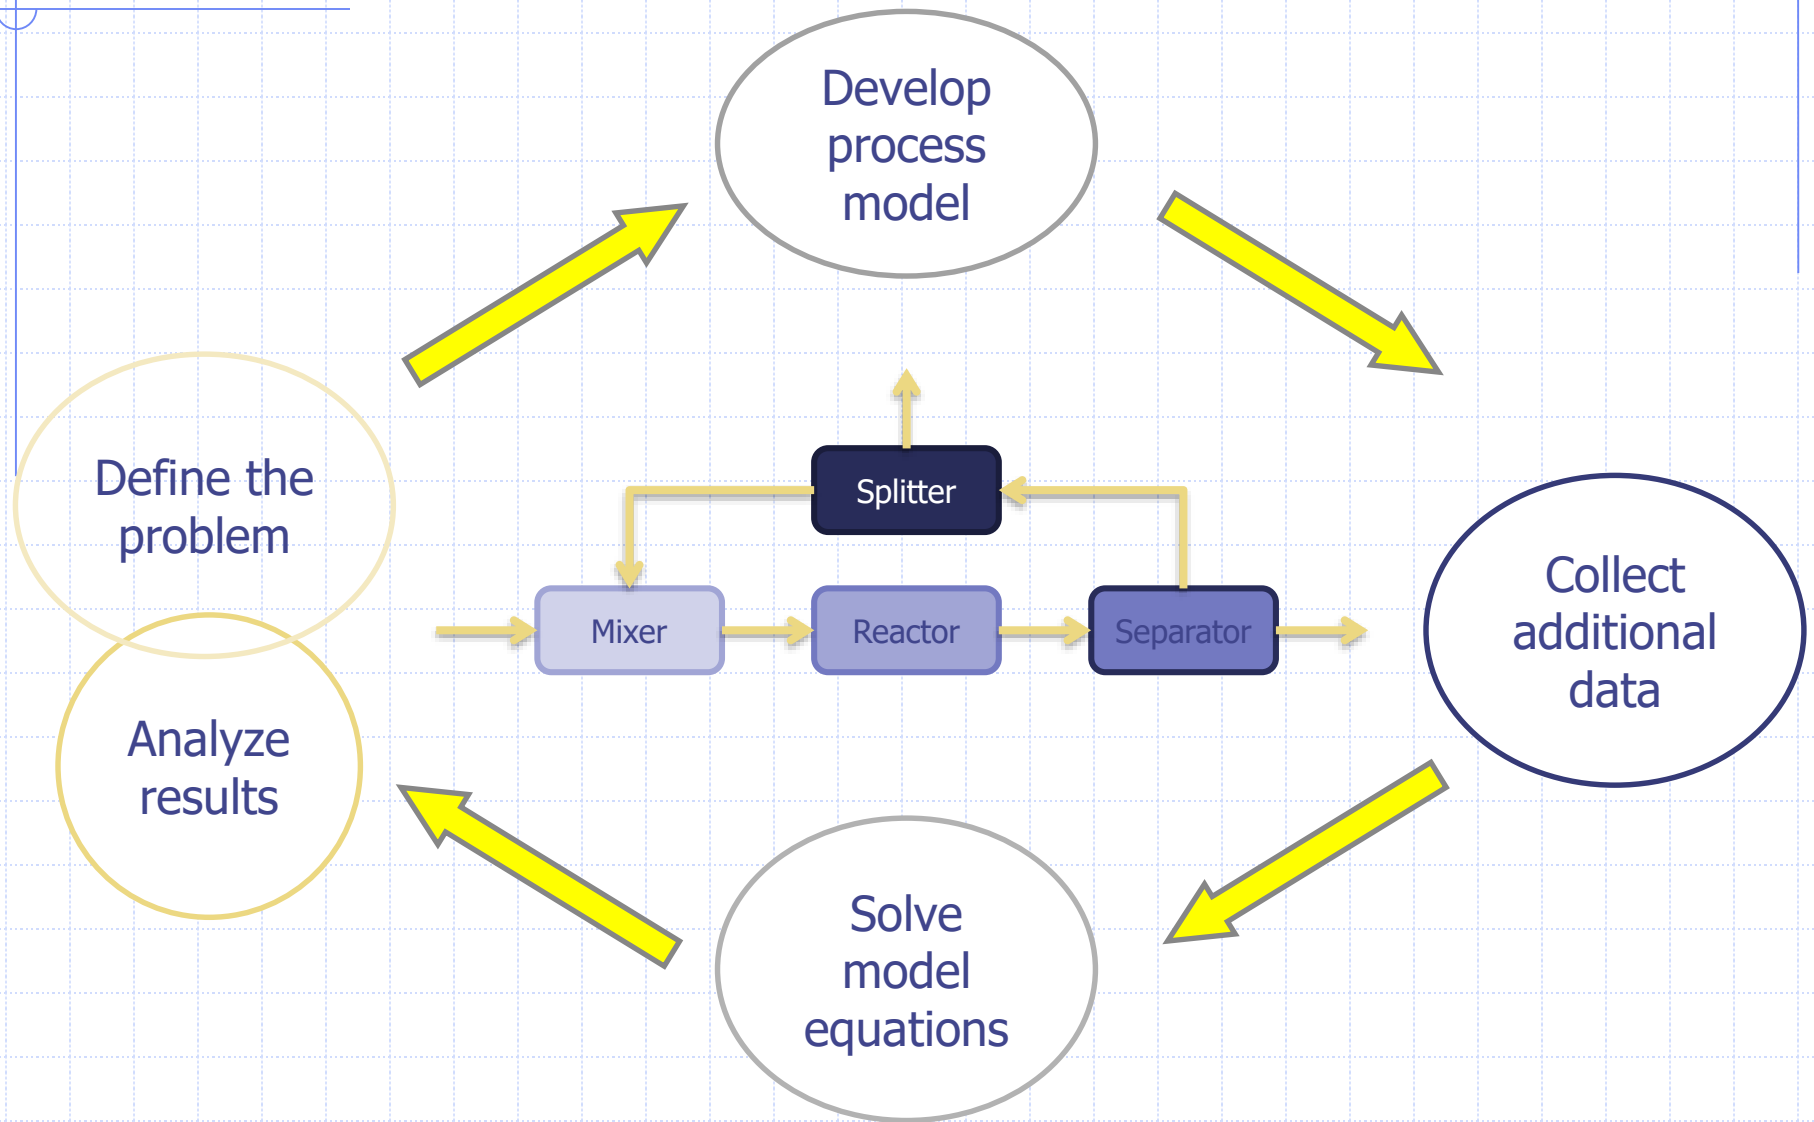 Develop
process
model
Define the
problem
Splitter
Mixer
Reactor
Separator
Collect
additional
data
Analyze
results
Solve
model
equations